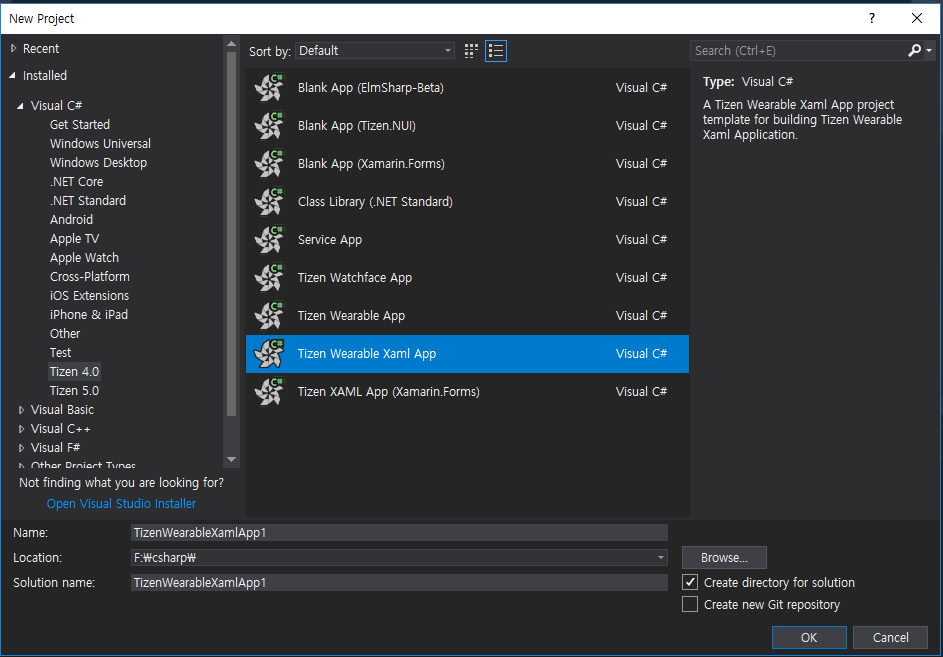 New Project
?
Recent
Installed
Visual C#
Get Started
Windows Universal
Windows Desktop
.NET Core
.NET Standard
Android
Apple TV
Apple Watch
Cross-Platform
iOS Extensions
iPhone & iPad
Other
Test
Tizen 4.0
Tizen 5.0
Visual Basic
Visual C++
Visual F#
Other Project Types
Not finding what you are looking for?
Open Visual Studio Installer
Sort by: Default
Blank App (ElmSharp-Beta) Visual C#
Blank App (Tizen.NUI) Visual C#
Blank App (Xamarin.Forms) Visual C#
Class Library (.NET Standard) Visual C#
Service App Visual C#
Tizen Watchface App Visual C#
Tizen Wearable App Visual C#
Tizen Wearable Xaml App Visual C#
Tizen XAML App (Xamarin.Forms) Visual C#
Search (Ctrl+E)
Type: Visual C#
A Tizen Wearable Xaml App project
template for building Tizen Wearable
Xaml Application.
Name: TizenWearableXamlApp1
Location: F:₩csharp₩
Browse...
Solution name: TizenWearableXamlApp1
Create directory for solution
Create new Git repository
OK
Cancel